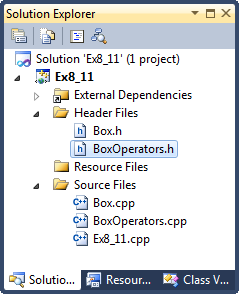 Solution Explorer
Solution 'Ex8_11' (1 project)
Ex8_11
External Dependencies
Header Files
Box.h
BoxOperators.h
Resource Files
Source Files
Box.cpp
BoxOperators.cpp
Ex8_11.cpp
Solutio... Resour... Class V...